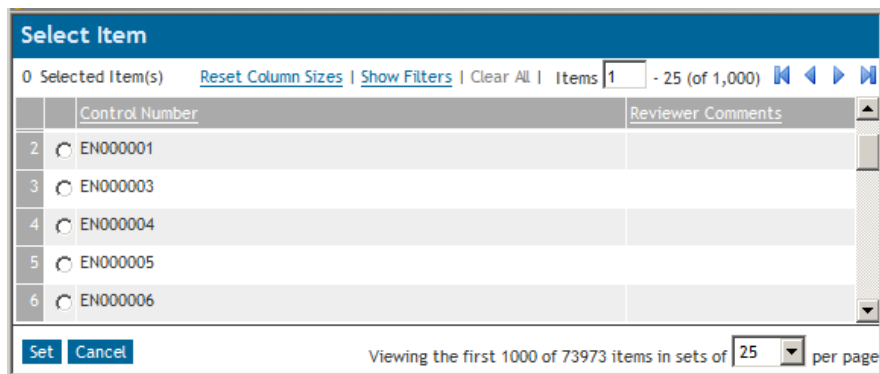 Select Item
0 Selected Item(s) Reset Column Sizes | Show Filters | Clear All | Items 1 - 25 (of 1,000)
Control Number Reviewer Comments
2 EN000001
3 EN000003
4 EN000004
5 EN000005
6 EN000006
Set Cancel Viewing the first 1000 of 73973 items in sets of 25 per page